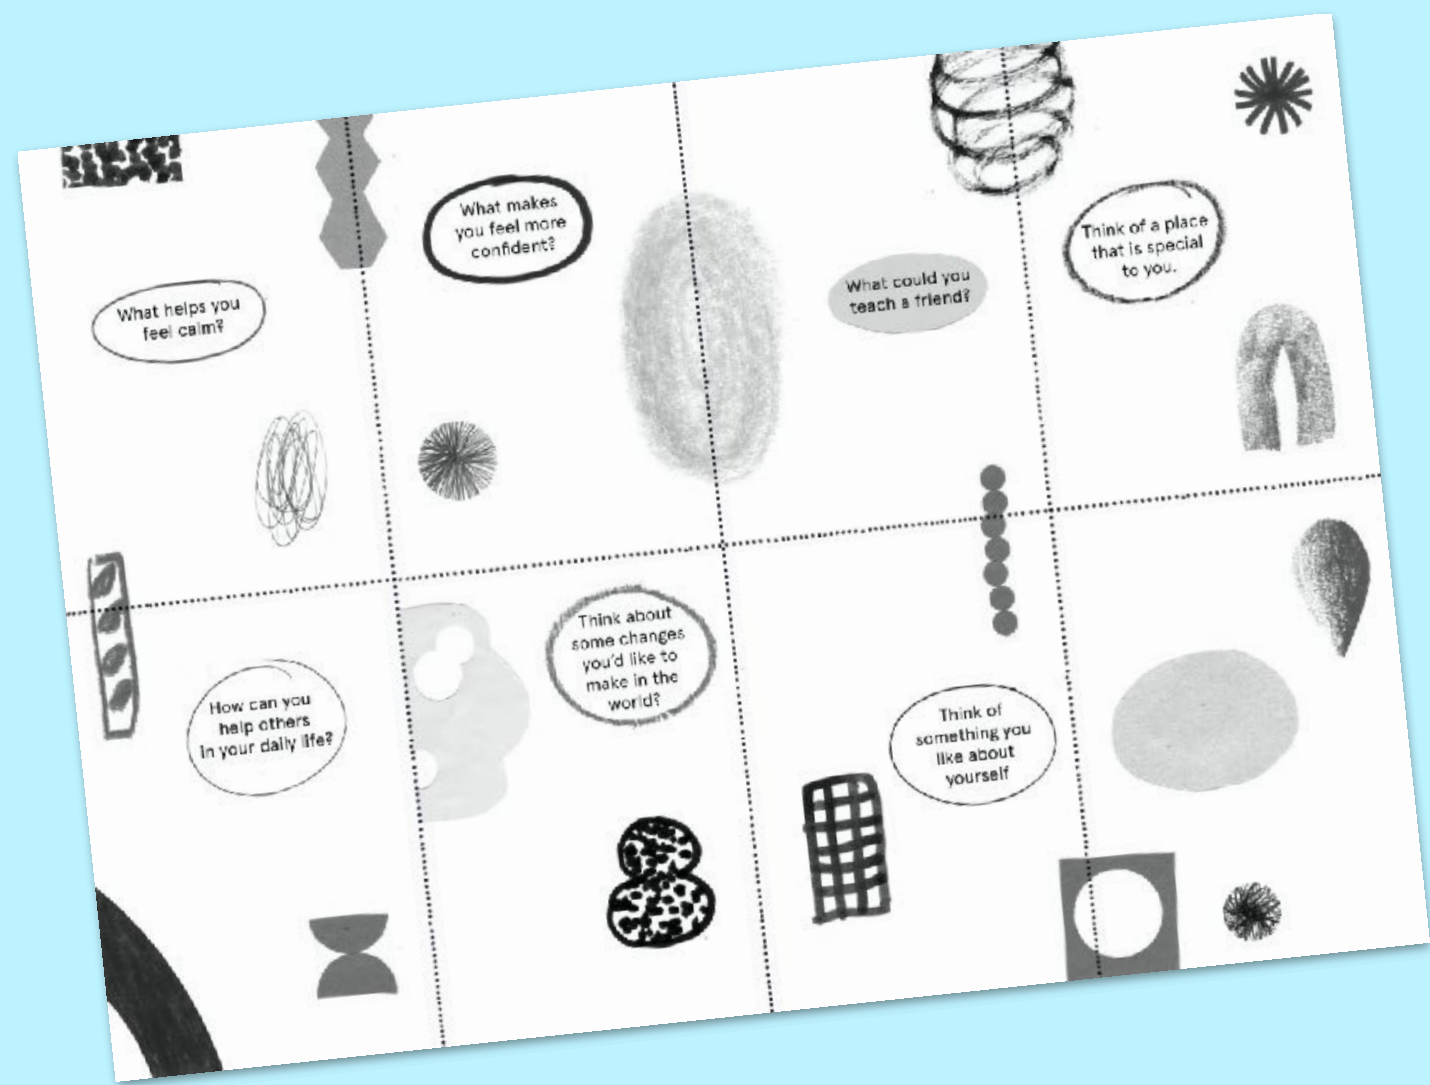 What helps you
feel calm?
What makes
you feel more
confident?
What could you
teach a friend?
Think of a place
that is special
to you.
How can you
help others
in your daily life?
Think about
some changes
you'd like to
make in the
world?
Think of
something you
like about
yourself